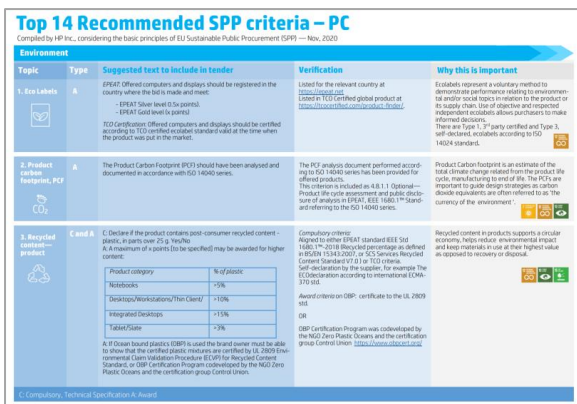 Top 14 Recommended SPP criteria – PC
Compiled by HP Inc., considering the basic principles of EU Sustainable Public Procurement (SPP) — Nov, 2020
Environment
Topic
Type
Suggested text to include in tender
Verification
Why this is important
1. Eco Labels
A
EPEAT: Offered computers and displays should be registered in the
country where the bid is made and meet:
– EPEAT Silver level 0.5x points).
– EPEAT Gold level (x points)
TCO Certification: Offered computers and displays should be certified
according to TCO certified ecolabel standard valid at the time when
the product was put in the market.
Listed for the relevant country at
https://epeat.net
Listed in TCO Certified global product at
https://tcocertified.com/product-finder/.
Ecolabels represent a voluntary method to
demonstrate performance relating to environmen-
tal and/or social topics in relation to the product or
its supply chain. Use of objective and respected
independent ecolabels allows purchasers to make
informed decisions.
There are Type 1, 3rd party certified and Type 3,
self-declared, ecolabels according to ISO
14024 standard.
2. Product
carbon
footprint, PCF
CO2
A
The Product Carbon Footprint (PCF) should have been analysed and
documented in accordance with ISO 14040 series.
The PCF analysis document performed accord-
ing to ISO 14040 series has been provided for
offered products.
This criterion is included as 4.8.1.1 Optional—
Product life cycle assessment and public disclo-
sure of analysis in EPEAT, IEEE 1680.1™ Stand-
ard referring to the ISO 14040 series.
Product Carbon footprint is an estimate of the
total climate change related from the product life
cycle, manufacturing to end of life. The PCFs are
important to guide design strategies as carbon
dioxide equivalents are often referred to as 'the
currency of the environment'.
3. Recycled
content—
product
C and A
C: Declare if the product contains post-consumer recycled content -
plastic, in parts over 25 g. Yes/No
A: A maximum of x points [to be specified] may be awarded for higher
content:
Product category
% of plastic
Notebooks
>5%
Desktops/Workstations/Thin Client/
>10%
Integrated Desktops
>15%
Tablet/Slate
>3%
A: If Ocean bound plastics (OBP) is used the brand owner must be able
to show that the certified plastic mixtures are certified by UL 2809 Envi-
ronmental Claim Validation Procedure (ECVP) for Recycled Content
Standard, or OBP Certification Program codeveloped by the NGO Zero
Plastic Oceans and the certification group Control Union.
Compulsory criteria:
Aligned to either EPEAT standard IEEE Std
1680.1™-2018 (Recycled percentage as defined
in BS/EN 15343:2007, or SCS Services Recycled
Content Standard V7.0) or TCO criteria.
Self-declaration by the supplier, for example The
ECOdeclaration according to international ECMA-
370 std.
Award criteria on OBP: certificate to the UL 2809
std.
OR
OBP Certification Program was codeveloped by
the NGO Zero Plastic Oceans and the certification
group Control Union https://www.obpcert.org/
Recycled content in products supports a circular
economy, helps reduce environmental impact
and keep materials in use at their highest value
as opposed to recovery or disposal.
C: Compulsory, Technical Specification A: Award